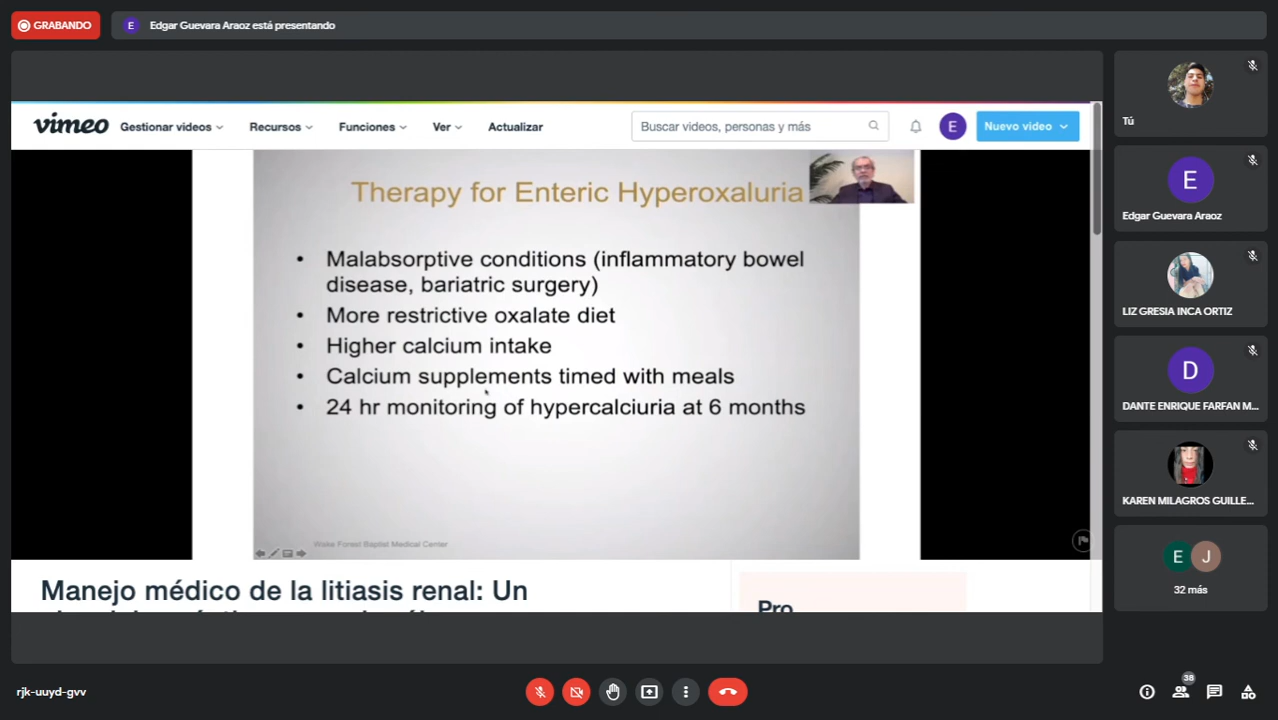 GRABANDO
E
Edgar Guevara Araoz está presentando
vimeo
Gestionar videos
Recursos
Funciones
Ver
Actualizar
Buscar videos, personas y más
E
Nuevo video
Therapy for Enteric Hyperoxaluria
• Malabsorptive conditions (inflammatory bowel
disease, bariatric surgery)
• More restrictive oxalate diet
• Higher calcium intake
• Calcium supplements timed with meals
• 24 hr monitoring of hypercalciuria at 6 months
Wake Forest Baptist Medical Center
Manejo médico de la litiasis renal: Un
Pro
Tú
E
Edgar Guevara Araoz
LIZ GRESIA INCA ORTIZ
D
DANTE ENRIQUE FARFAN M...
KAREN MILAGROS GUILLE...
E J
32 más
rjk-uuyd-gvv
38